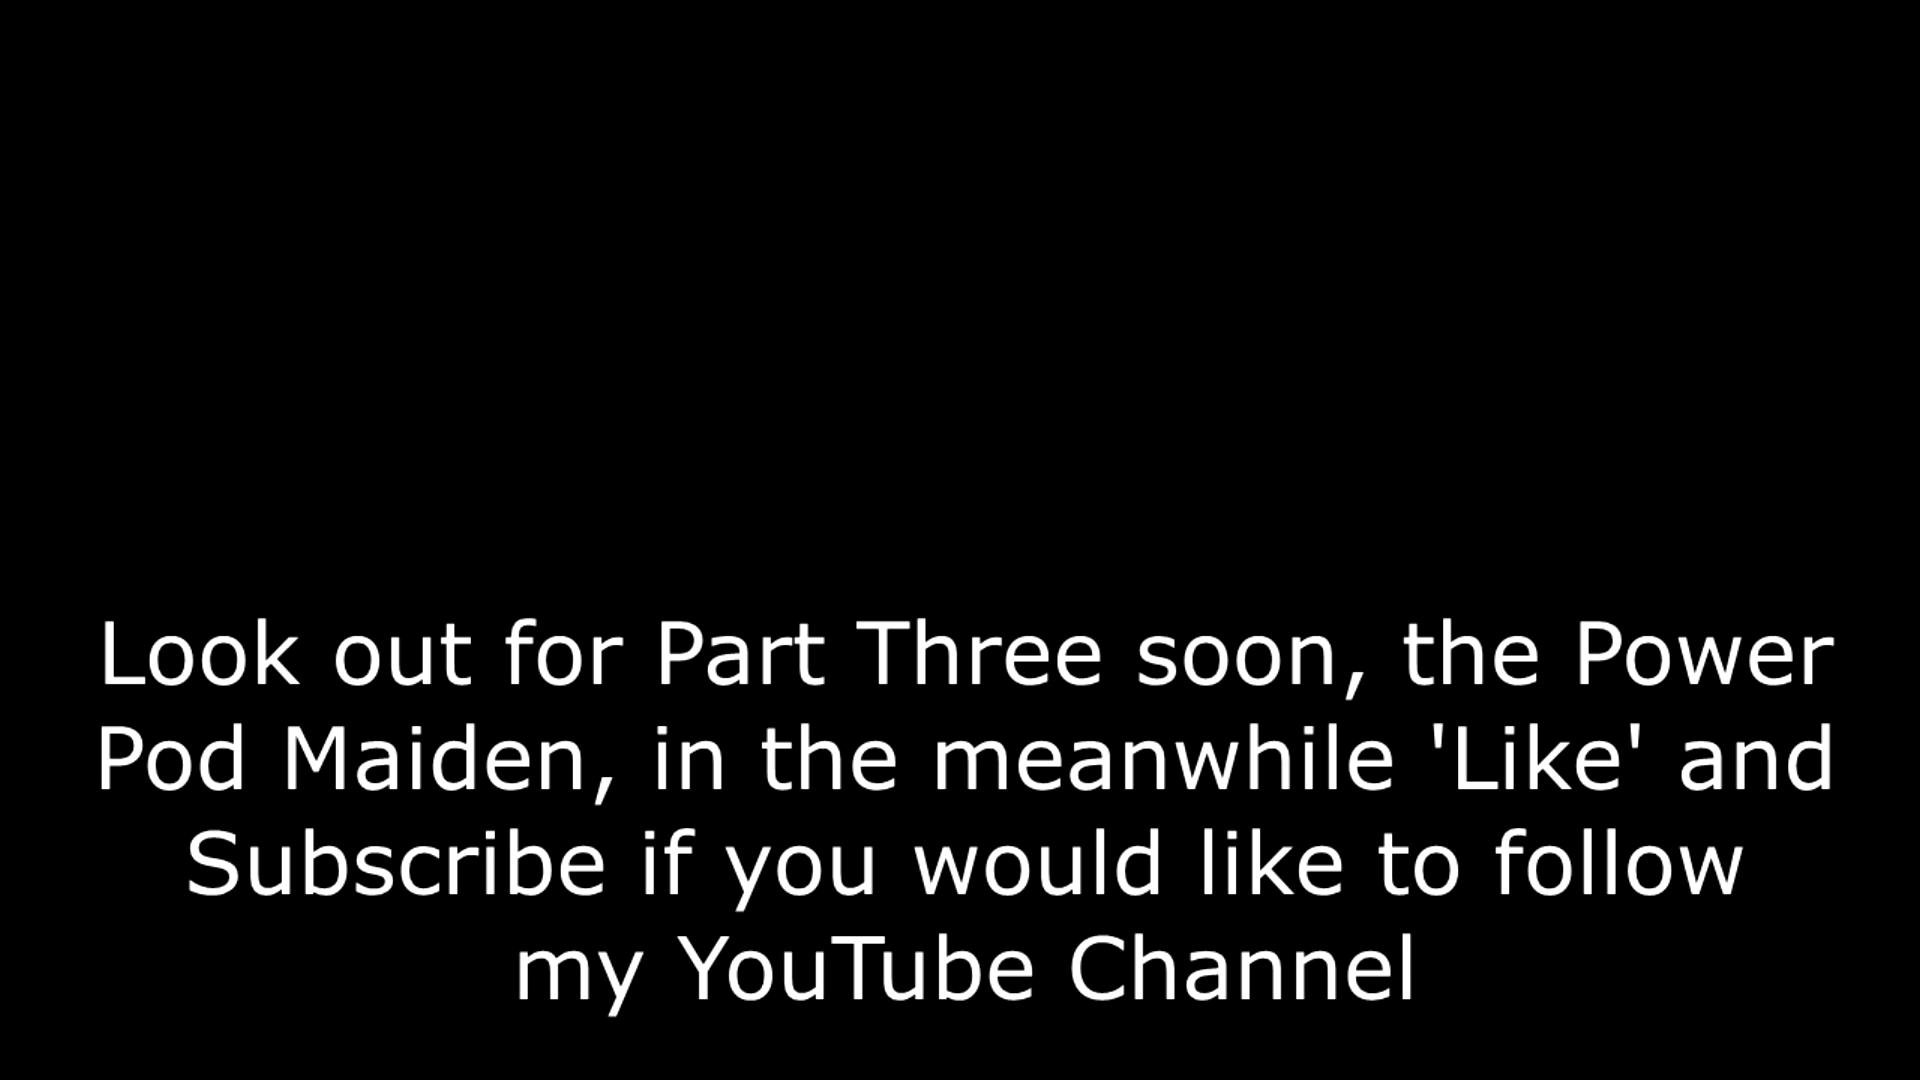 Look out for Part Three soon, the Power
Pod Maiden, in the meanwhile 'Like' and
Subscribe if you would like to follow
my YouTube Channel